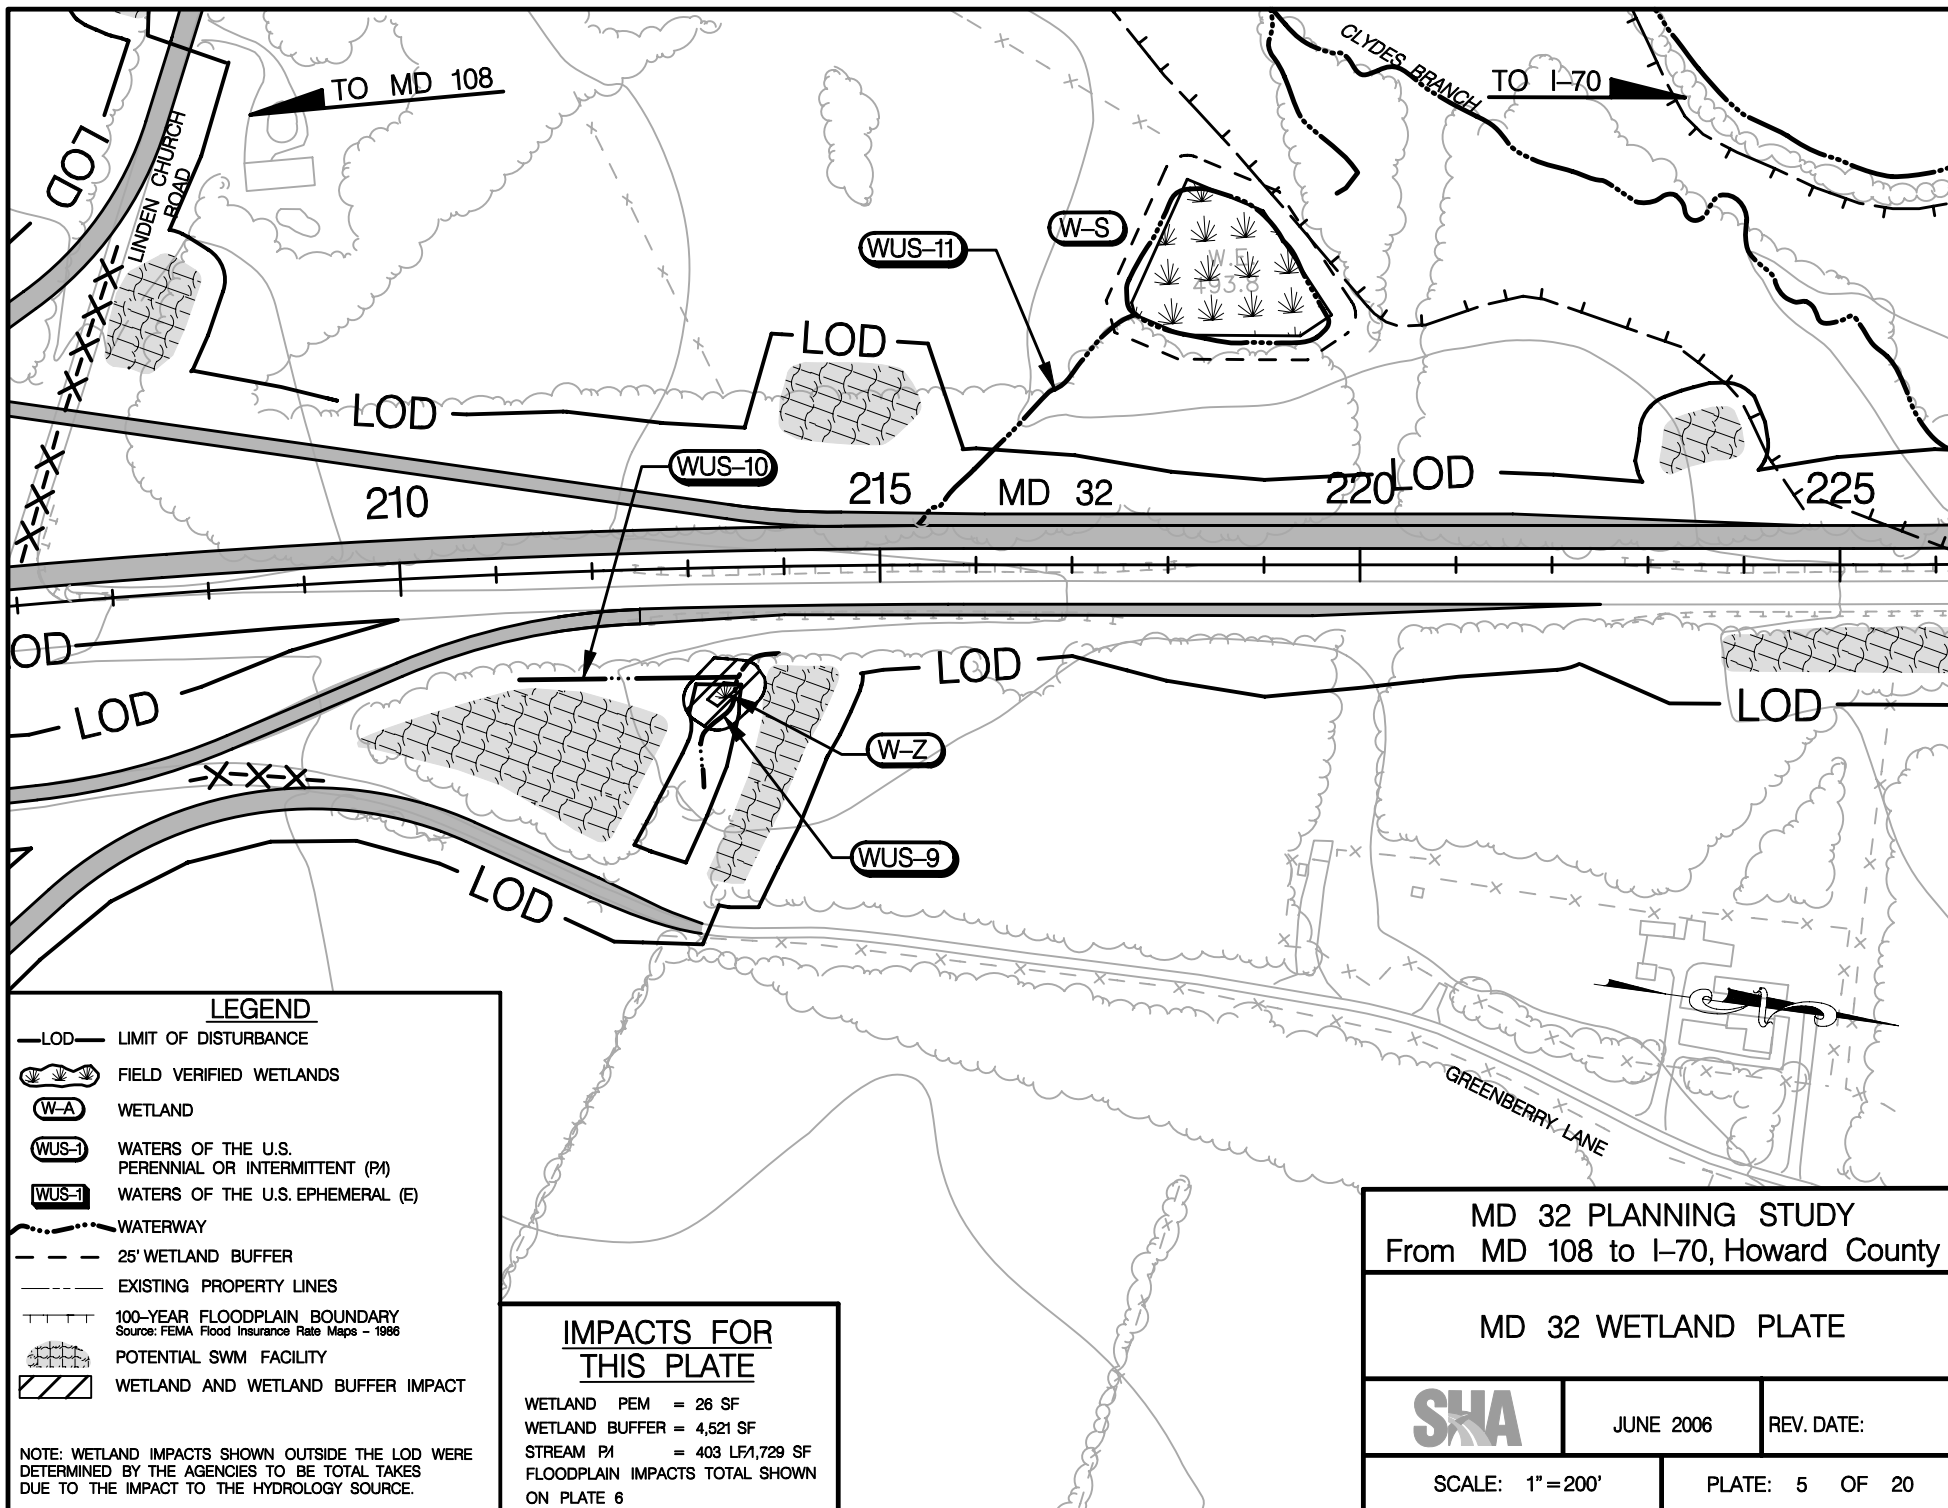 TO MD 108
CLYDES BRANCH
TO I-70
LOD
LINDEN CHURCH
ROAD
WUS-11
W-S
W.E
493.8
LOD
LOD
WUS-10
210
215
MD 32
220
LOD
225
OD
LOD
LOD
LOD
W-Z
WUS-9
LOD
GREENBERRY LANE
LEGEND
LOD LIMIT OF DISTURBANCE
FIELD VERIFIED WETLANDS
W-A WETLAND
WUS-1 WATERS OF THE U.S.
PERENNIAL OR INTERMITTENT (P/I)
WUS-1 WATERS OF THE U.S. EPHEMERAL (E)
WATERWAY
25' WETLAND BUFFER
EXISTING PROPERTY LINES
100-YEAR FLOODPLAIN BOUNDARY
Source: FEMA Flood Insurance Rate Maps - 1986
POTENTIAL SWM FACILITY
WETLAND AND WETLAND BUFFER IMPACT
NOTE: WETLAND IMPACTS SHOWN OUTSIDE THE LOD WERE
DETERMINED BY THE AGENCIES TO BE TOTAL TAKES
DUE TO THE IMPACT TO THE HYDROLOGY SOURCE.
IMPACTS FOR
THIS PLATE
WETLAND PEM = 26 SF
WETLAND BUFFER = 4,521 SF
STREAM P/I = 403 LF/1,729 SF
FLOODPLAIN IMPACTS TOTAL SHOWN
ON PLATE 6
MD 32 PLANNING STUDY
From MD 108 to I-70, Howard County
MD 32 WETLAND PLATE
SHA
JUNE 2006
REV. DATE:
SCALE: 1"=200'
PLATE: 5 OF 20